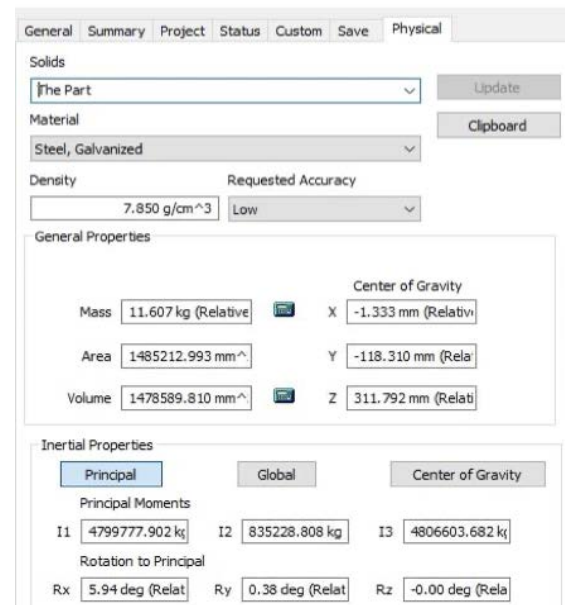 General Summary Project Status Custom Save Physical
Solids
The Part
Update
Material
Clipboard
Steel, Galvanized
Density Requested Accuracy
7.850 g/cm^3 Low
General Properties
Center of Gravity
Mass 11.607 kg (Relative X -1.333 mm (Relativ
Area 1485212.993 mm^ Y -118.310 mm (Rela
Volume 1478589.810 mm^ Z 311.792 mm (Relati
Inertial Properties
Principal Global Center of Gravity
Principal Moments
I1 4799777.902 kg I2 835228.808 kg I3 4806603.682 kg
Rotation to Principal
Rx 5.94 deg (Relat Ry 0.38 deg (Relat Rz -0.00 deg (Rela